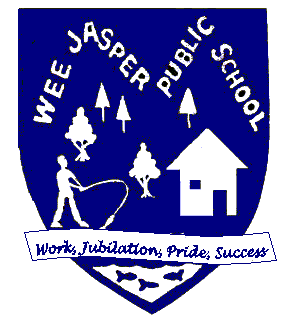 WEE JASPER PUBLIC SCHOOL
Work, Jubilation, Pride, Success